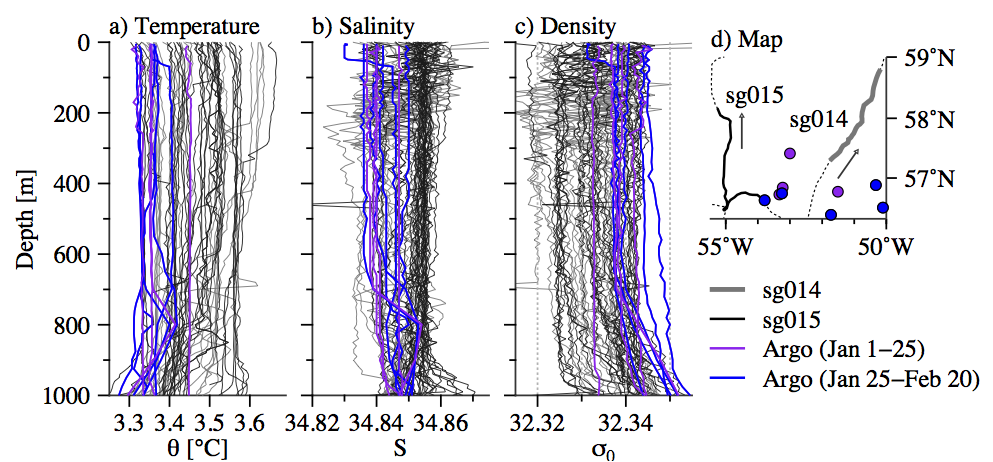 a) Temperature
b) Salinity
c) Density
d) Map
0
200
400
600
800
1000
Depth [m]
3.3 3.4 3.5 3.6
θ [°C]
34.82 34.84 34.86
S
32.32 32.34
σ0
sg015
sg014
59°N
58°N
57°N
55°W 50°W
sg014
sg015
Argo (Jan 1–25)
Argo (Jan 25–Feb 20)